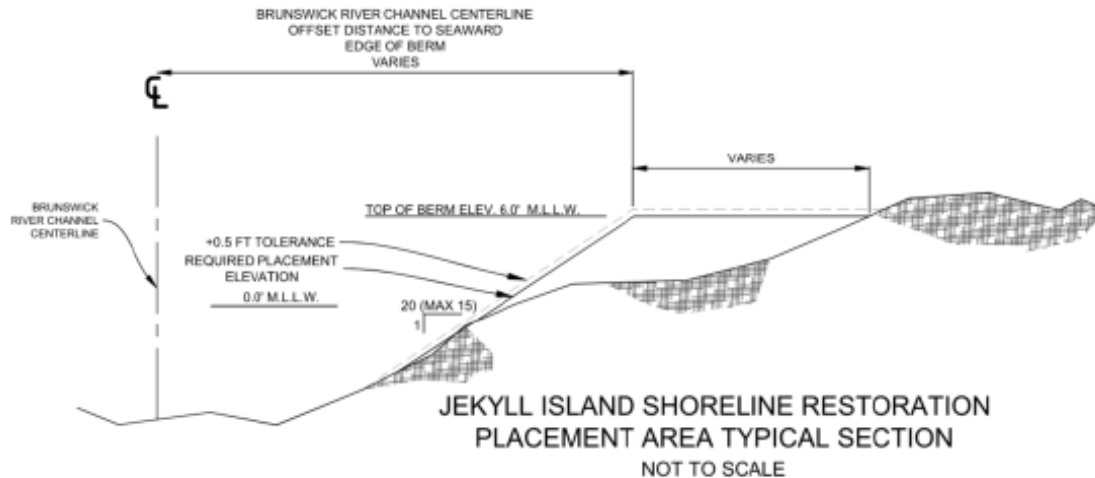 BRUNSWICK RIVER CHANNEL CENTERLINE
OFFSET DISTANCE TO SEAWARD
EDGE OF BERM
VARIES
CL
VARIES
BRUNSWICK
RIVER CHANNEL
CENTERLINE
TOP OF BERM ELEV. 6.0' M.L.L.W.
+0.5 FT TOLERANCE
REQUIRED PLACEMENT
ELEVATION
0.0' M.L.L.W.
20 (MAX 15)
1
JEKYLL ISLAND SHORELINE RESTORATION
PLACEMENT AREA TYPICAL SECTION
NOT TO SCALE